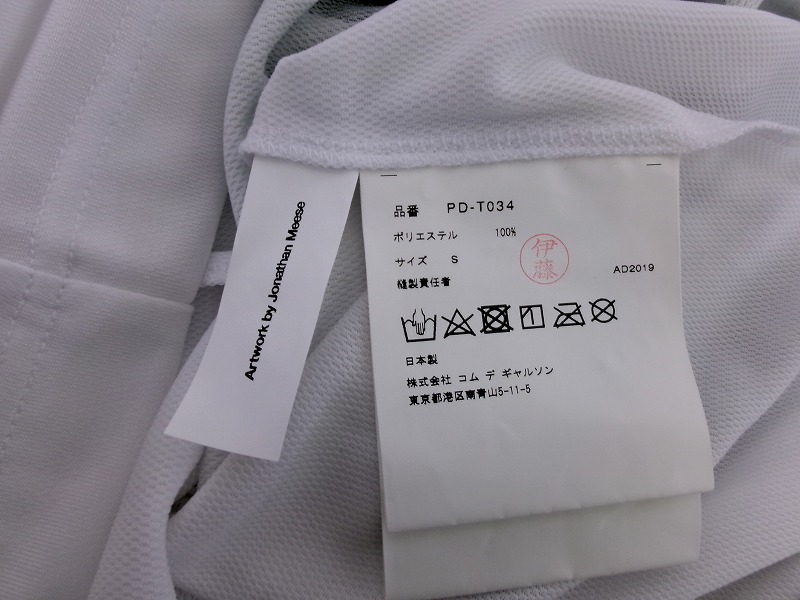 Artwork by Jonathan Meese
品番 PD-T034
ポリエステル 100%
サイズ S
縫製責任者
伊藤
AD2019
日本製
株式会社 コム デ ギャルソン
東京都港区南青山5-11-5